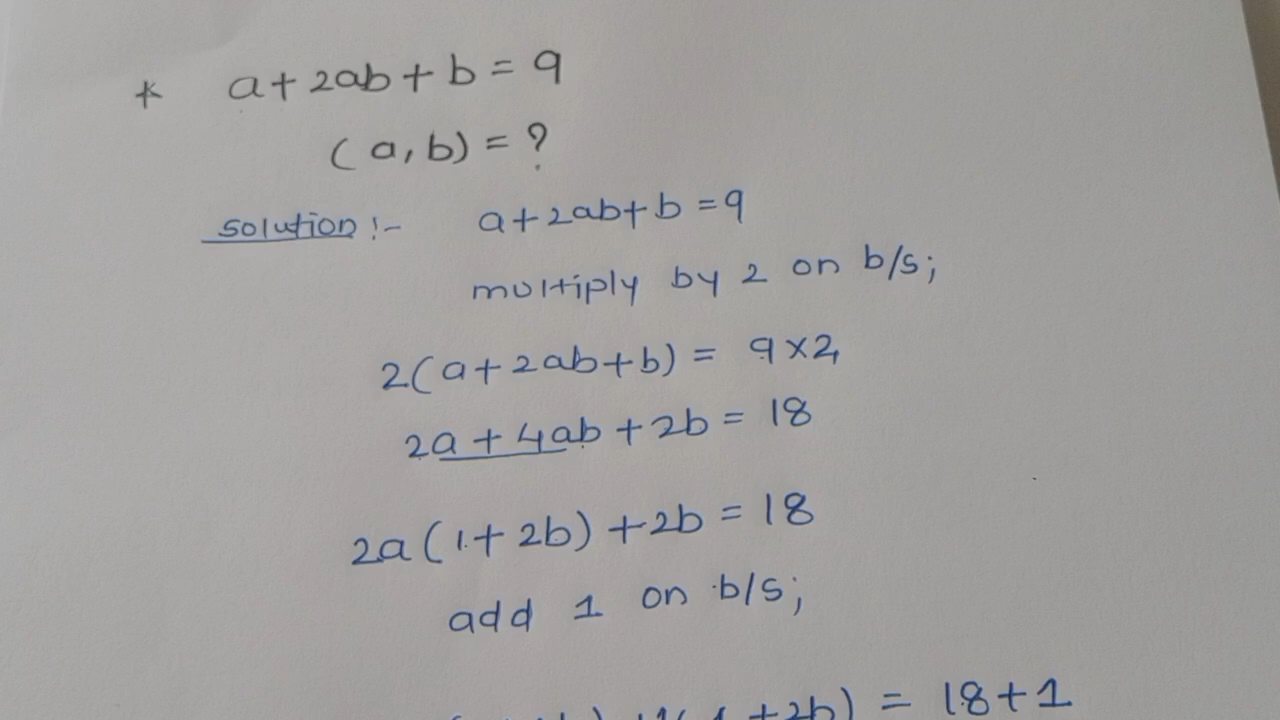 * a+2ab+b=9
(a,b)=?
solution :- a+2ab+b=9
multiply by 2 on b/s;
2(a+2ab+b)= 9×2
2a+4ab+2b=18
2a(1+2b)+2b=18
add 1 on b/s;
+2b) = 18+1